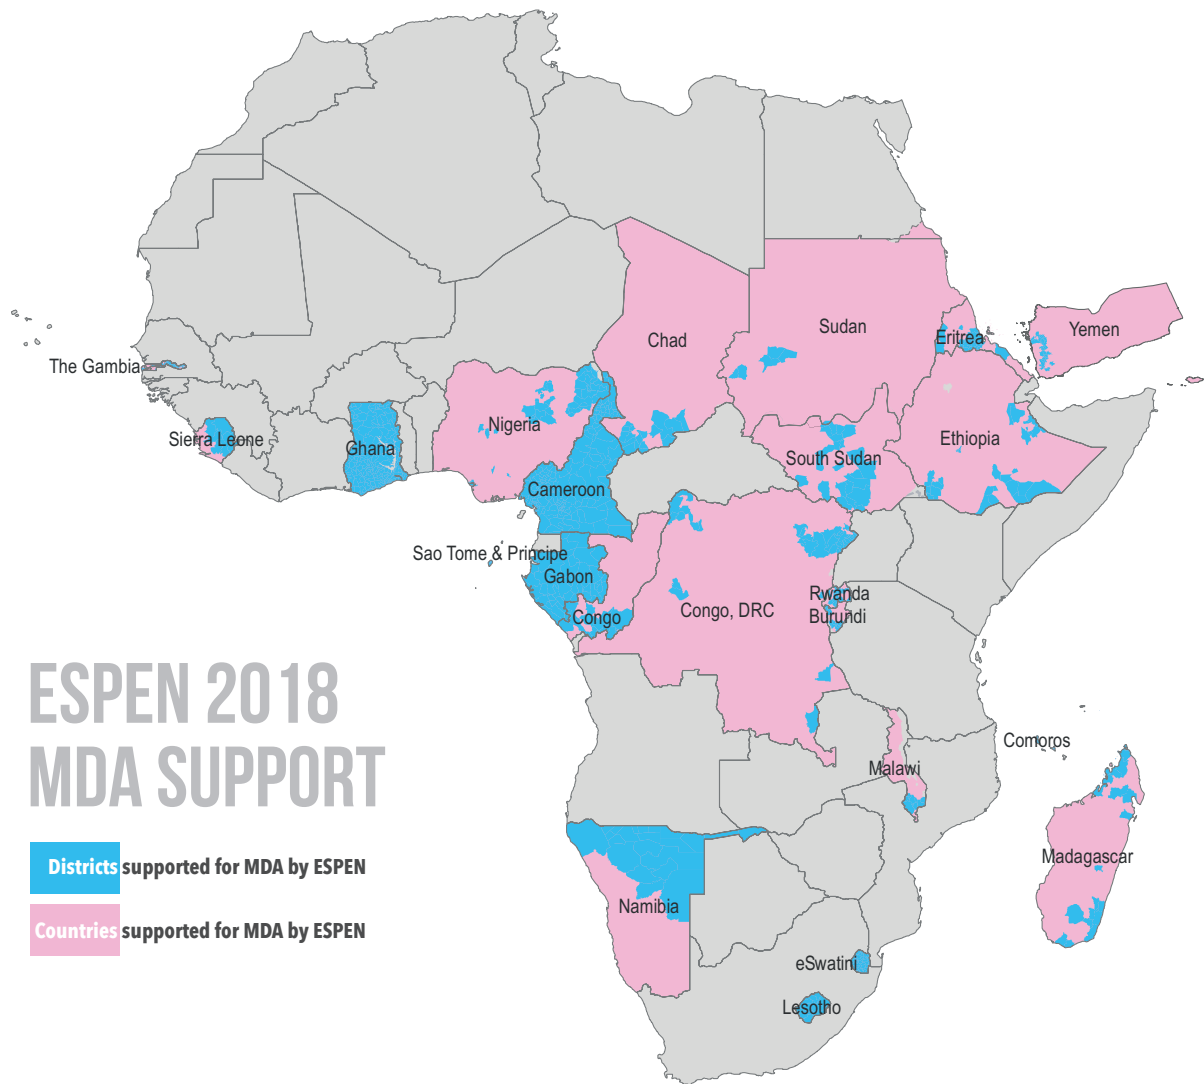 Chad
Sudan
Eritrea
Yemen
The Gambia
Sierra Leone
Ghana
Nigeria
South Sudan
Ethiopia
Cameroon
Sao Tome & Principe
Gabon
Congo
Congo, DRC
Rwanda
Burundi
ESPEN 2018
MDA SUPPORT
Comoros
Malawi
Madagascar
Districts supported for MDA by ESPEN
Countries supported for MDA by ESPEN
Namibia
eSwatini
Lesotho